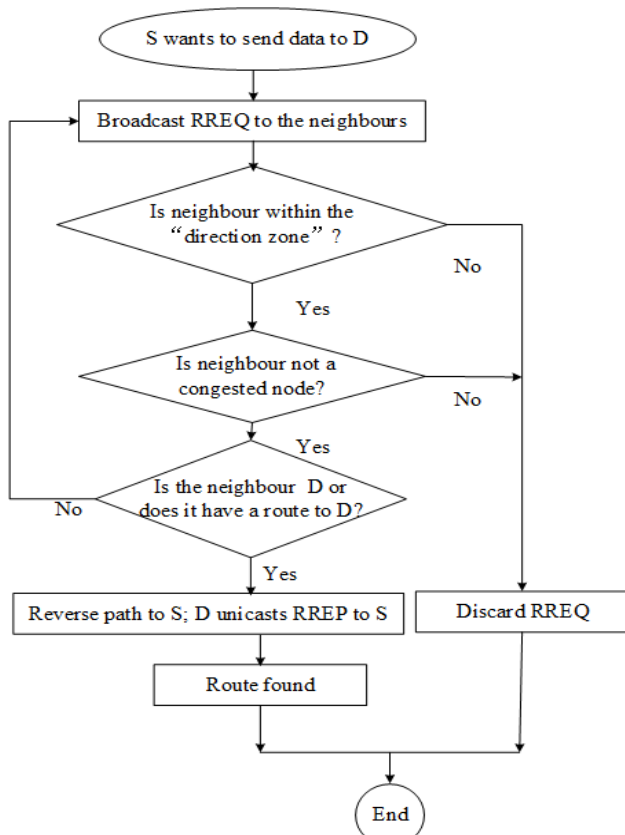 S wants to send data to D
Broadcast RREQ to the neighbours
Is neighbour within the
“direction zone” ?
No
Yes
Is neighbour not a
congested node?
No
Yes
Is the neighbour D or
does it have a route to D?
No
Yes
Reverse path to S; D unicasts RREP to S
Discard RREQ
Route found
End